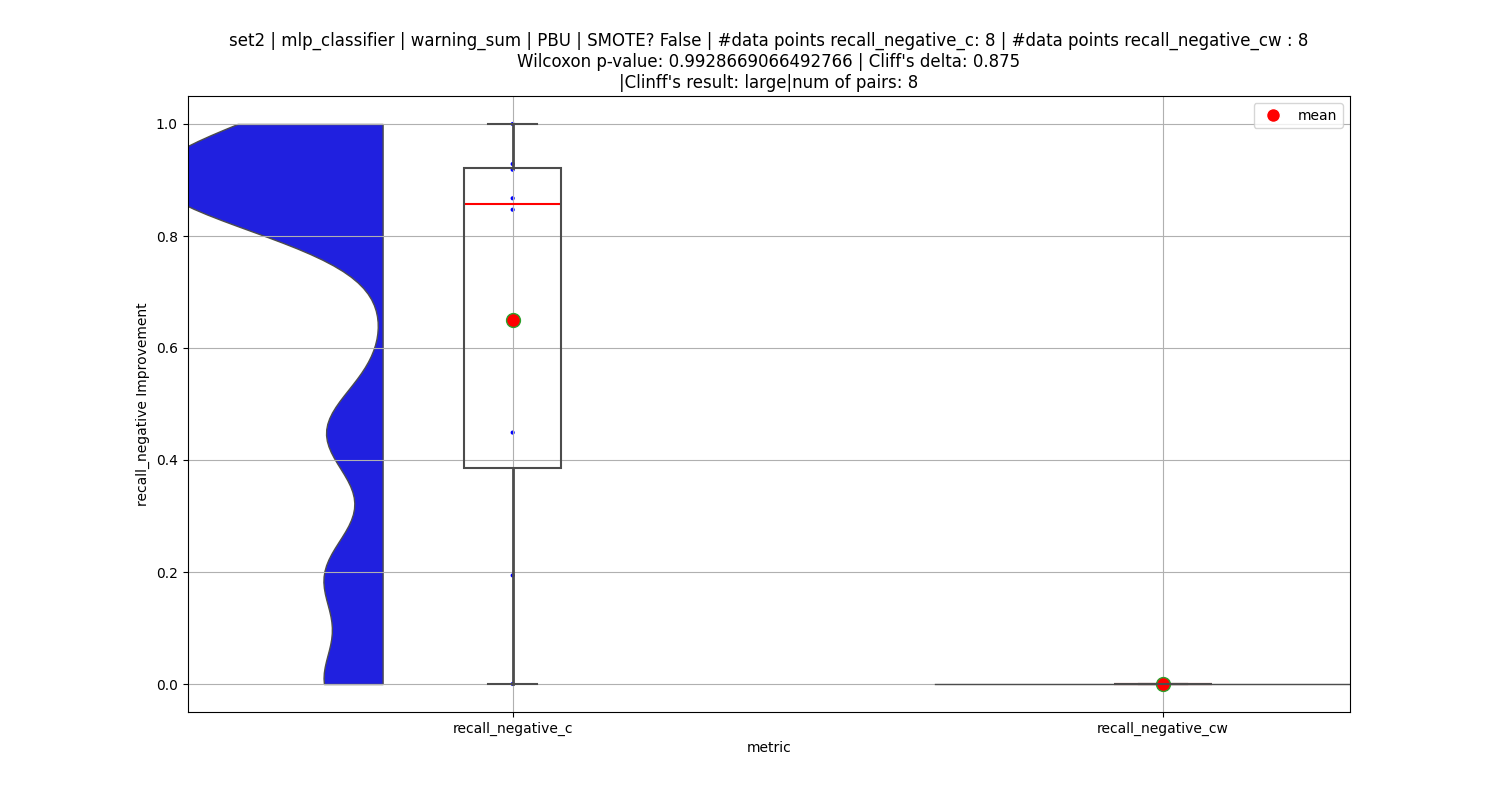 set2 | mlp_classifier | warning_sum | PBU | SMOTE? False | #data points recall_negative_c: 8 | #data points recall_negative_cw : 8
Wilcoxon p-value: 0.9928669066492766 | Cliff's delta: 0.875
|Clinff's result: large|num of pairs: 8
mean
1.0
0.8
0.6
0.4
0.2
0.0
recall_negative Improvement
recall_negative_c
recall_negative_cw
metric